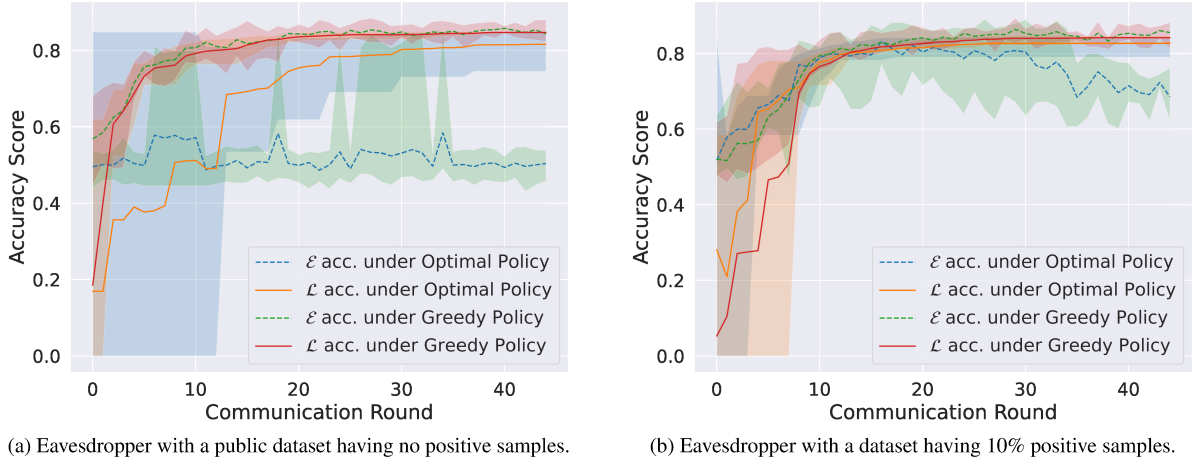 0.8
0.6
0.4
0.2
0.0
Accuracy Score
0 10 20 30 40
Communication Round
ℰ acc. under Optimal Policy
ℒ acc. under Optimal Policy
ℰ acc. under Greedy Policy
ℒ acc. under Greedy Policy
(a) Eavesdropper with a public dataset having no positive samples.
0.8
0.6
0.4
0.2
0.0
Accuracy Score
0 10 20 30 40
Communication Round
ℰ acc. under Optimal Policy
ℒ acc. under Optimal Policy
ℰ acc. under Greedy Policy
ℒ acc. under Greedy Policy
(b) Eavesdropper with a dataset having 10% positive samples.